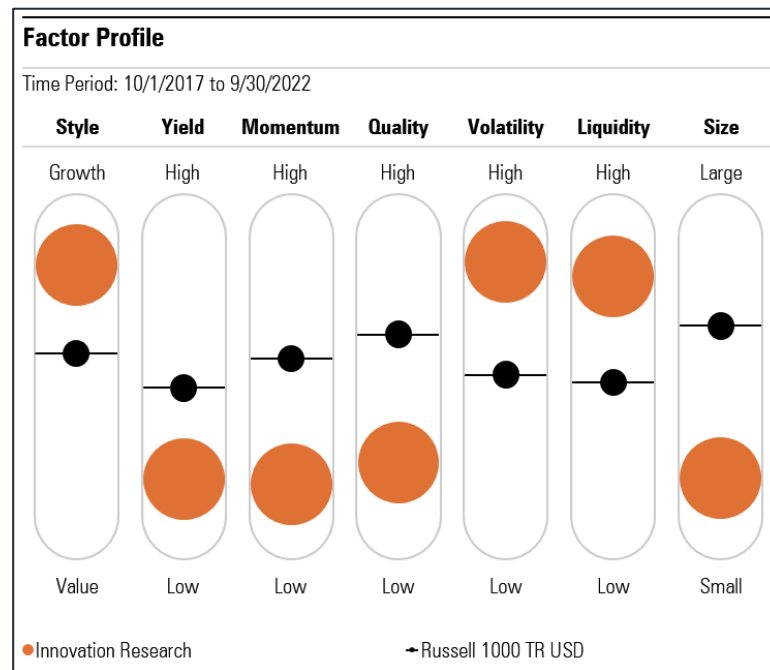 Factor Profile
Time Period: 10/1/2017 to 9/30/2022
Style Yield Momentum Quality Volatility Liquidity Size
Growth High High High High High Large
Value Low Low Low Low Low Small
Innovation Research Russell 1000 TR USD